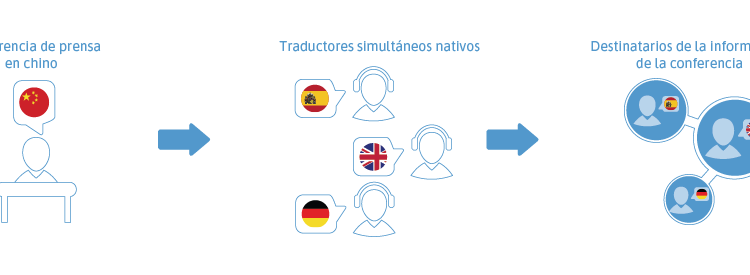 rencia de prensa
en chino
Traductores simultáneos nativos
Destinatarios de la inform
de la conferencia